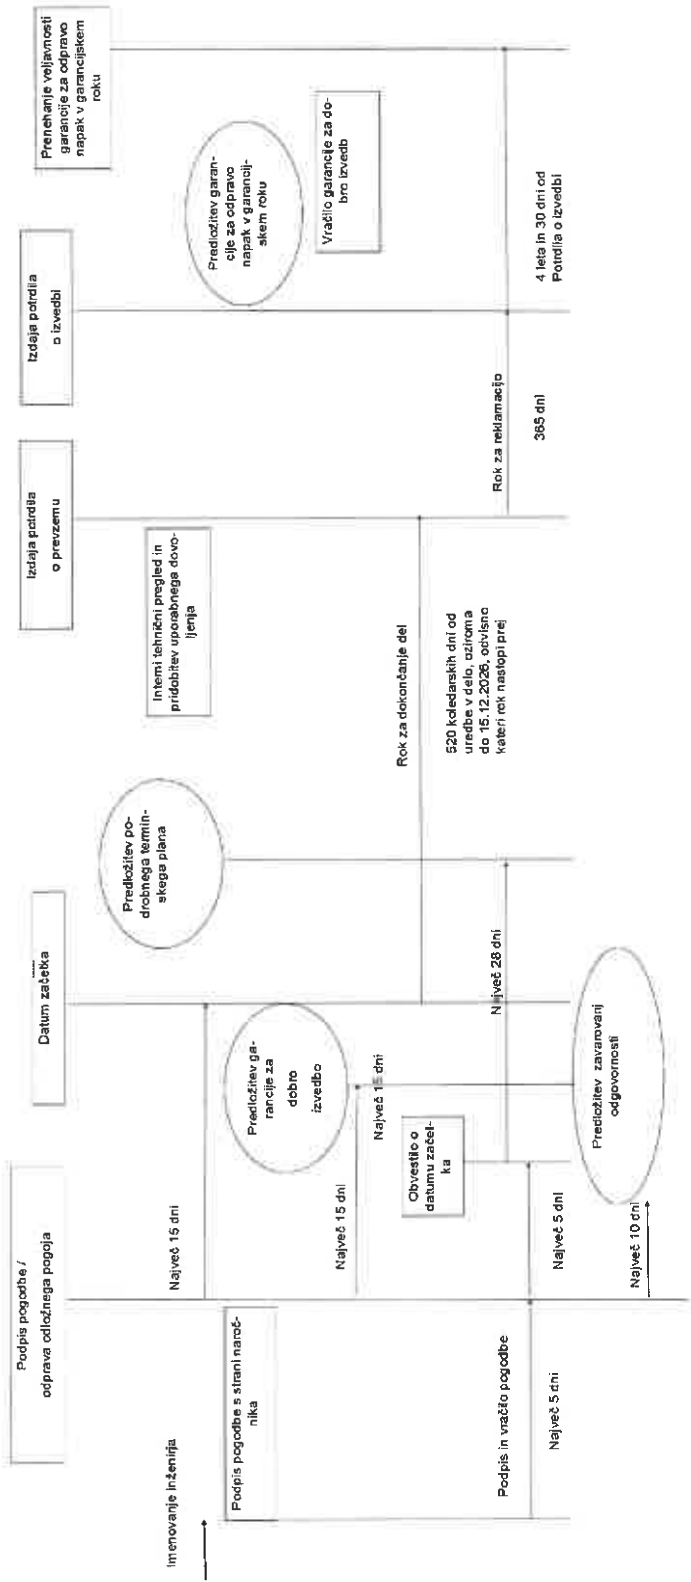 Podpis pogodbe /
odprava odložnega pogoja
Datum začetka
Izdaja potrdila
o prevzemu
Izdaja potrdila
o izvedbi
Prenehanje veljavnosti
garancije za odpravo
napak v garancijskem
roku
Imenovanje inženirja
Podpis pogodbe s strani naroč-
nika
Največ 15 dni
Predložitev ga-
rancije za
dobro
izvedbo
Predložitev po-
drobnega termin-
skega plana
Interni tehnični pregled in
pridobitev uporabnega dovo-
ljenja
Predložitev garan-
cije za odpravo
napak v garancij-
skem roku
Vračilo garancije za do-
bro izvedb
Največ 15 dni
Največ 15 dni
Obvestilo o
datumu začet-
ka
Rok za dokončanje del
520 koledarskih dni od
uredbe v delo, oziroma
do 15.12.2026, odvisno
kateri rok nastopi prej
Podpis in vračilo pogodbe
Največ 5 dni
Največ 5 dni
Največ 28 dni
Rok za reklamacijo
365 dni
4 leta in 30 dni od
Potrdila o izvedbi
Največ 10 dni
Predložitev zavarovanj
odgovornosti